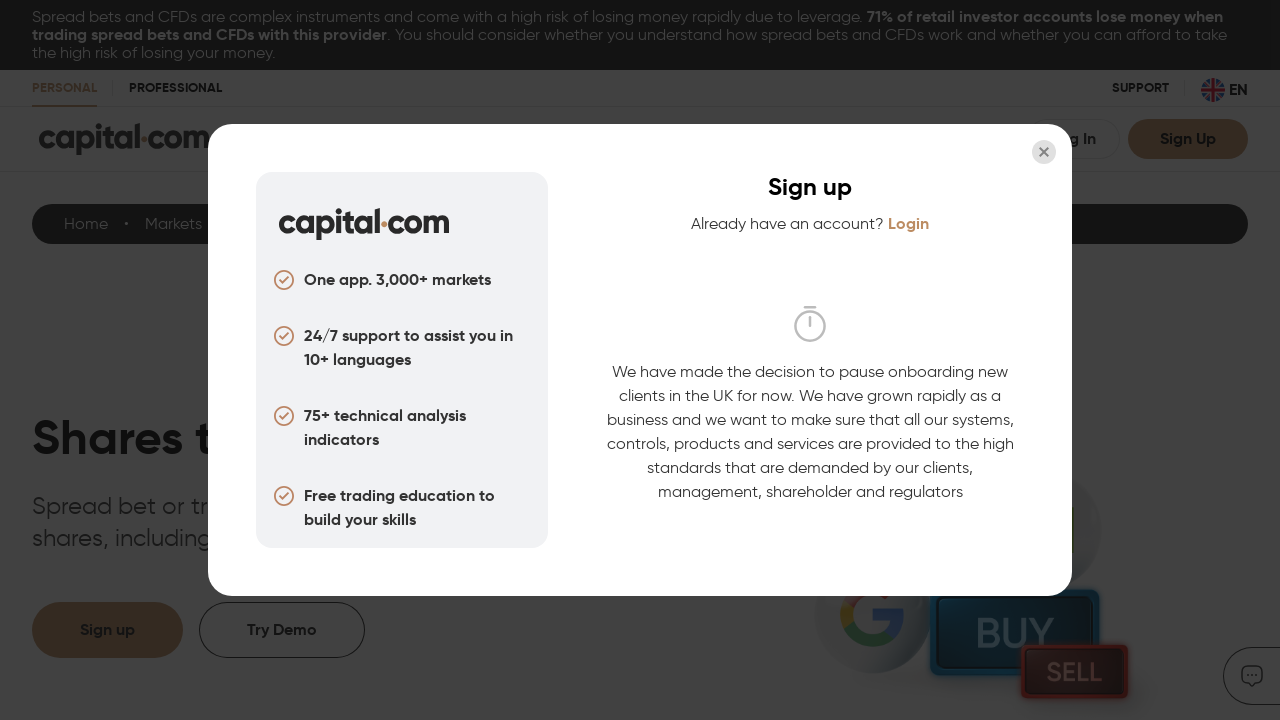 Spread bets and CFDs are complex instruments and come with a high risk of losing money rapidly due to leverage. 71% of retail investor accounts lose money when
trading spread bets and CFDs with this provider. You should consider whether you understand how spread bets and CFDs work and whether you can afford to take
the high risk of losing your money.
PERSONAL
PROFESSIONAL
SUPPORT
EN
capital.com
g In
Sign Up
Home
Markets
Sign up
Already have an account? Login
capital.com
One app. 3,000+ markets
24/7 support to assist you in
10+ languages
75+ technical analysis
indicators
Free trading education to
build your skills
We have made the decision to pause onboarding new
clients in the UK for now. We have grown rapidly as a
business and we want to make sure that all our systems,
controls, products and services are provided to the high
standards that are demanded by our clients,
management, shareholder and regulators
Shares t
Spread bet or tr
shares, including
Sign up
Try Demo
G
BUY
SELL